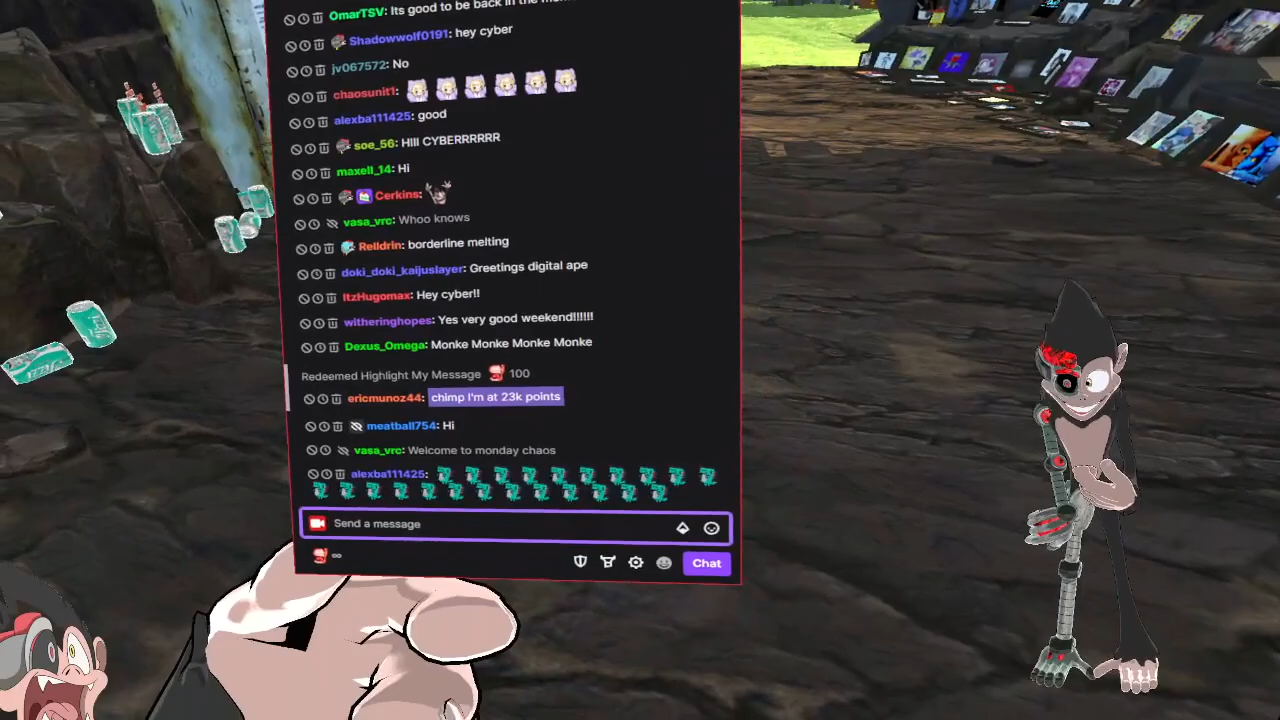 OmarTSV: Its good to be back in the
Shadowwolf0191: hey cyber
jv067572: No
chaosunit1:
alexba111425: good
soe_56: HIII CYBERRRRRR
maxell_14: Hi
Cerkins:
vasa_vrc: Whoo knows
Relldrin: borderline melting
doki_doki_kaijuslayer: Greetings digital ape
ItzHugomax: Hey cyber!!
witheringhopes: Yes very good weekend!!!!!!
Dexus_Omega: Monke Monke Monke Monke
Redeemed Highlight My Message 100
ericmunoz44: chimp I'm at 23k points
meatball754: Hi
vasa_vrc: Welcome to monday chaos
alexba111425:
Send a message
∞
Chat